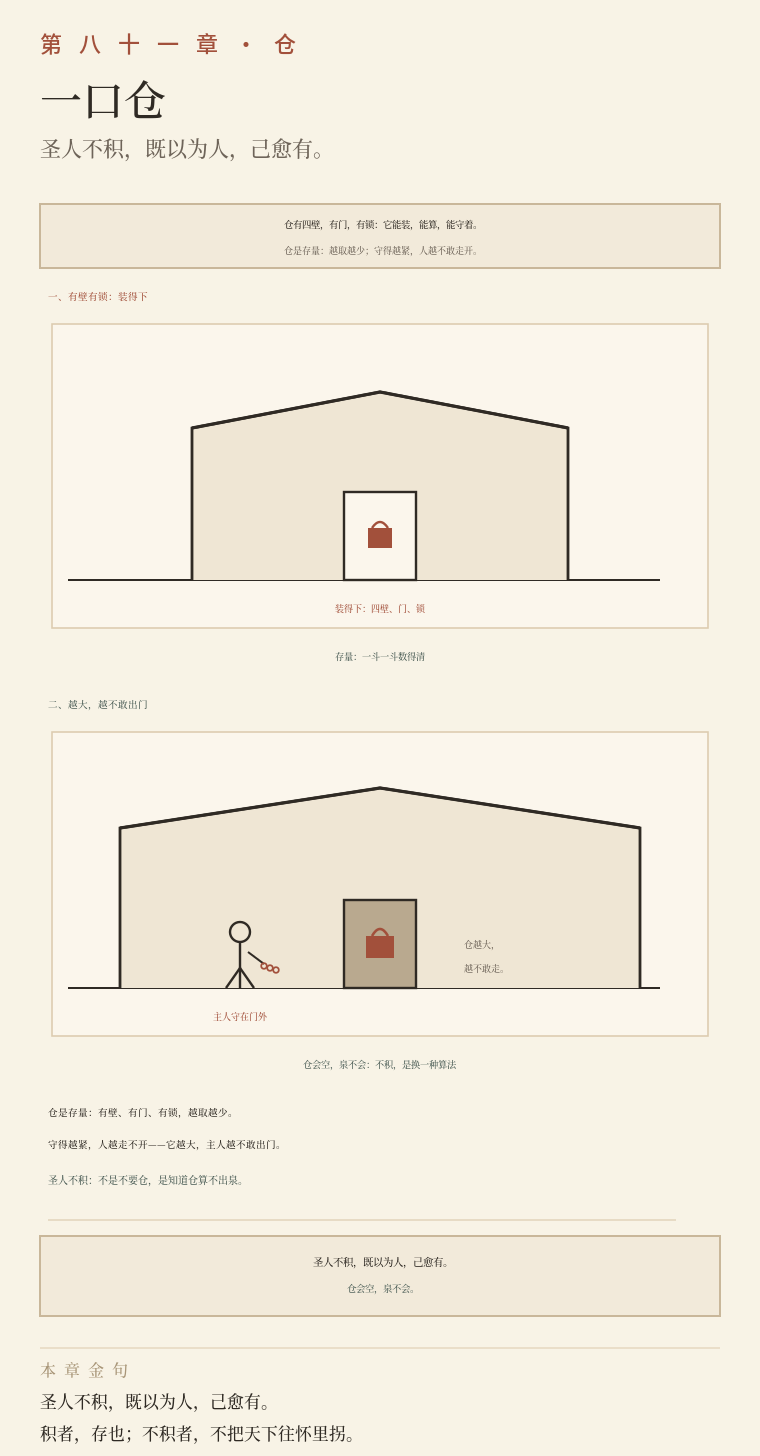 第八十一章·仓
一口仓
圣人不积，既以为人，己愈有。
仓有四壁，有门，有锁：它能装，能算，能守着。
仓是存量：越取越少；守得越紧，人越不敢走开。
一、有壁有锁：装得下
装得下：四壁、门、锁
存量：一斗一斗数得清
二、越大，越不敢出门
仓越大，
越不敢走。
主人守在门外
仓会空，泉不会：不积，是换一种算法
仓是存量：有壁、有门、有锁，越取越少。
守得越紧，人越走不开——它越大，主人越不敢出门。
圣人不积：不是不要仓，是知道仓算不出泉。
圣人不积，既以为人，己愈有。
仓会空，泉不会。
本章金句
圣人不积，既以为人，己愈有。
积者，存也；不积者，不把天下往怀里拐。